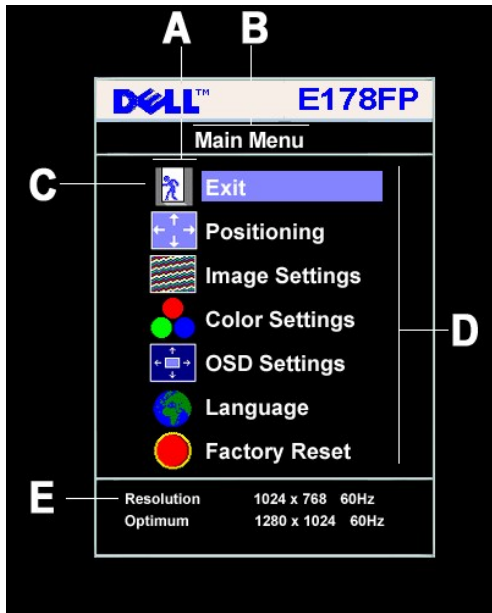 A B
DELL™ E178FP
Main Menu
C Exit
Positioning
Image Settings
Color Settings
D
OSD Settings
Language
Factory Reset
E Resolution 1024 x 768 60Hz
Optimum 1280 x 1024 60Hz